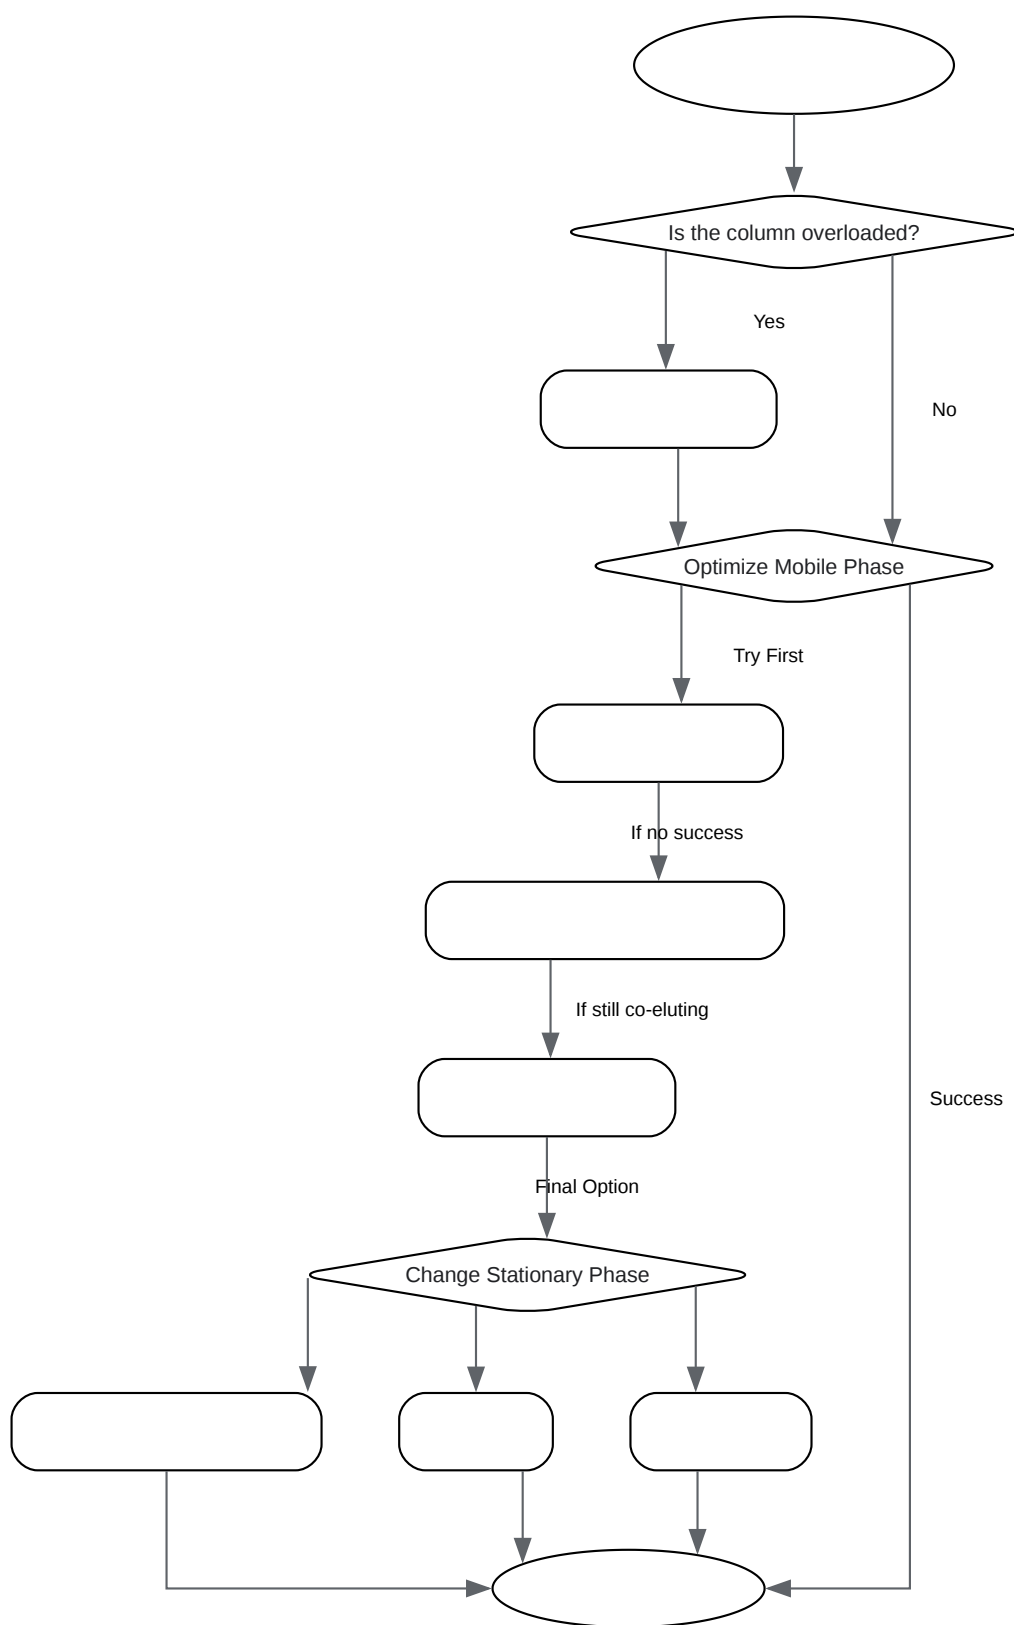 Is the column overloaded?
Yes
No
Optimize Mobile Phase
Try First
If no success
If still co-eluting
Success
Final Option
Change Stationary Phase